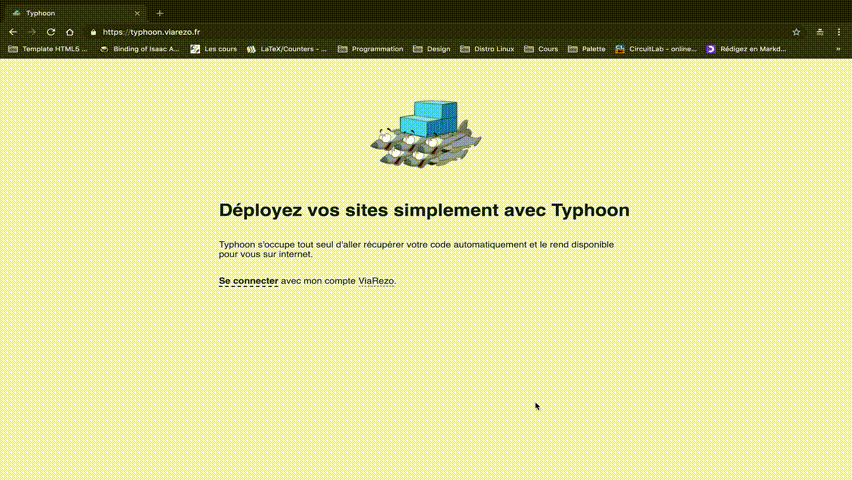 Typhoon
https://typhoon.viarezo.fr
Template HTML5 ... Binding of Isaac A... Les cours LaTeX/Counters - ... Programmation Design Distro Linux Cours Palette CircuitLab - online... Rédigez en Markd... »
Déployez vos sites simplement avec Typhoon
Typhoon s'occupe tout seul d'aller récupérer votre code automatiquement et le rend disponible
pour vous sur internet.
Se connecter avec mon compte ViaRezo.